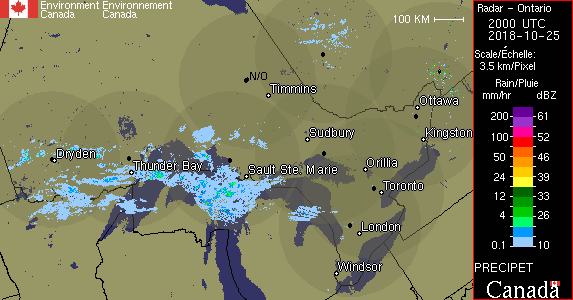 Environment Environnement
Canada Canada
100 KM
N/O
Timmins
Ottawa
Sudbury
Kingston
Dryden
Thunder Bay
Sault Ste. Marie
Orillia
Toronto
London
Windsor
Radar - Ontario
2000 UTC
2018-10-25
Scale/Échelle:
3.5 km/Pixel
Rain/Pluie
mm/hr dBZ
200 61
100 52
50 46
24 39
12 33
4 26
0.1 10
PRECIPET
Canada